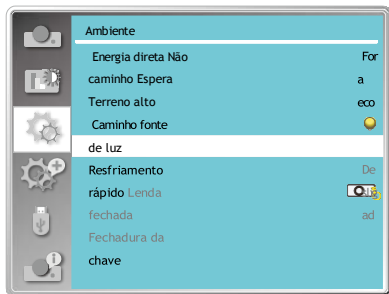 Ambiente
Energia direta Não For
caminho Espera a
Terreno alto eco
Caminho fonte
de luz
Resfriamento De
rápido Lenda
fechada ad
Fechadura da
chave